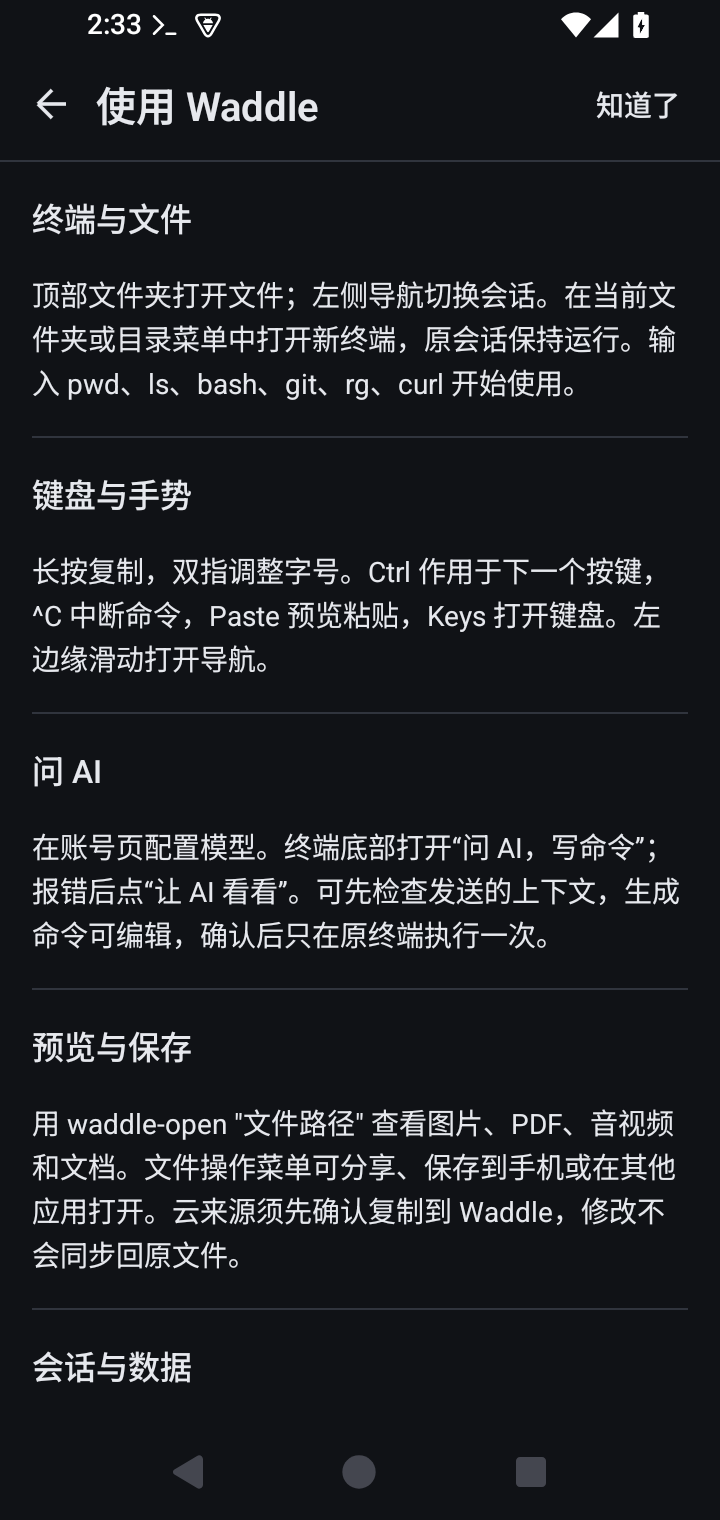 2:33
使用 Waddle
知道了
终端与文件
顶部文件夹打开文件；左侧导航切换会话。在当前文
件夹或目录菜单中打开新终端，原会话保持运行。输
入 pwd、ls、bash、git、rg、curl 开始使用。
键盘与手势
长按复制，双指调整字号。Ctrl 作用于下一个按键，
^C 中断命令，Paste 预览粘贴，Keys 打开键盘。左
边缘滑动打开导航。
问 AI
在账号页配置模型。终端底部打开“问 AI，写命令”；
报错后点“让 AI 看看”。可先检查发送的上下文，生成
命令可编辑，确认后只在原终端执行一次。
预览与保存
用 waddle-open "文件路径" 查看图片、PDF、音视频
和文档。文件操作菜单可分享、保存到手机或在其他
应用打开。云来源须先确认复制到 Waddle，修改不
会同步回原文件。
会话与数据